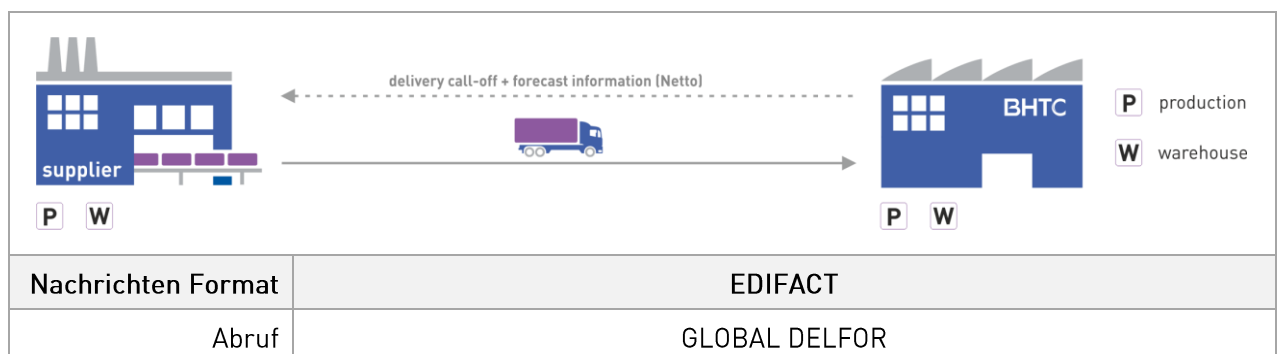 delivery call-off + forecast information (Netto)
BHTC
P production
W warehouse
supplier
P W
P W
Nachrichten Format EDIFACT
Abruf GLOBAL DELFOR